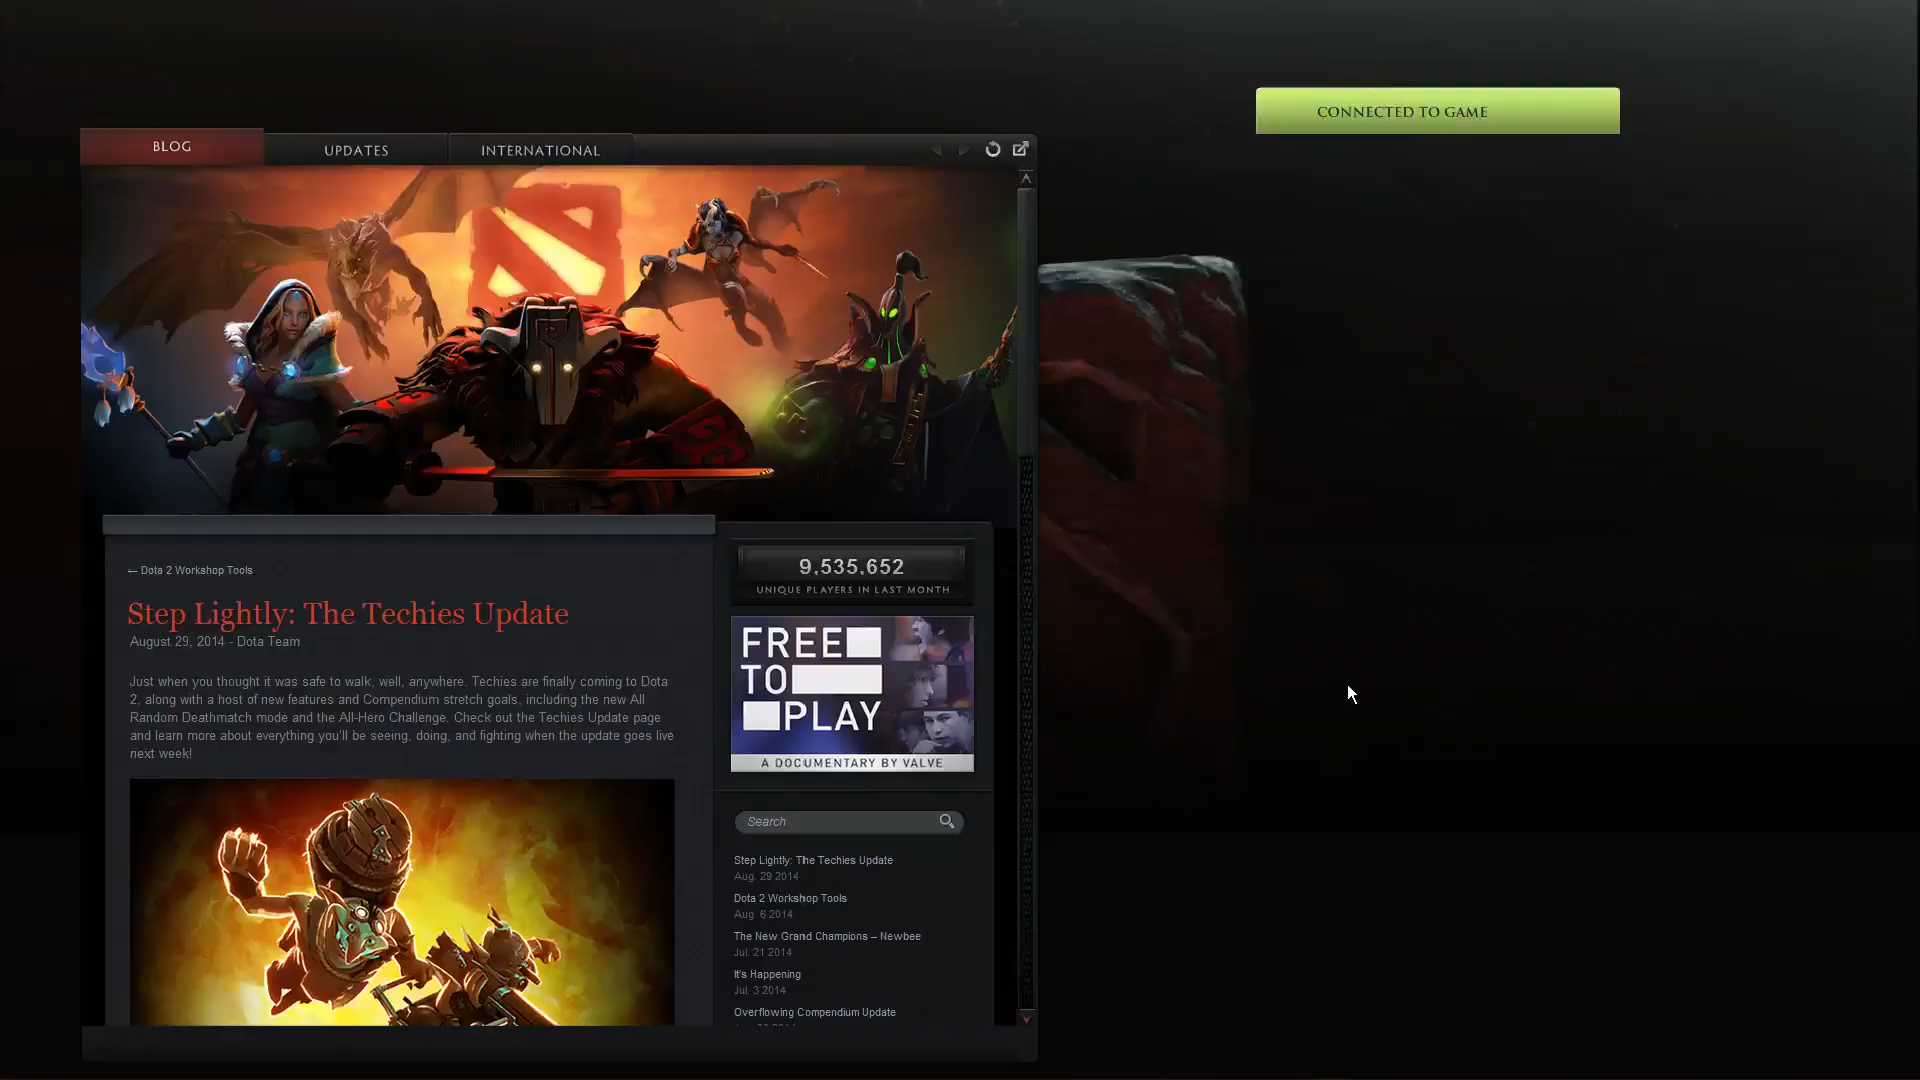 CONNECTED TO GAME
BLOG
UPDATES
INTERNATIONAL
← Dota 2 Workshop Tools
Step Lightly: The Techies Update
August 29, 2014 - Dota Team
Just when you thought it was safe to walk, well, anywhere. Techies are finally coming to Dota
2, along with a host of new features and Compendium stretch goals, including the new All
Random Deathmatch mode and the All-Hero Challenge. Check out the Techies Update page
and learn more about everything you'll be seeing, doing, and fighting when the update goes live
next week!
9,535,652
UNIQUE PLAYERS IN LAST MONTH
FREE
TO
PLAY
A DOCUMENTARY BY VALVE
Search
Step Lightly: The Techies Update
Aug. 29 2014
Dota 2 Workshop Tools
Aug. 6 2014
The New Grand Champions – Newbee
Jul. 21 2014
It's Happening
Jul. 3 2014
Overflowing Compendium Update